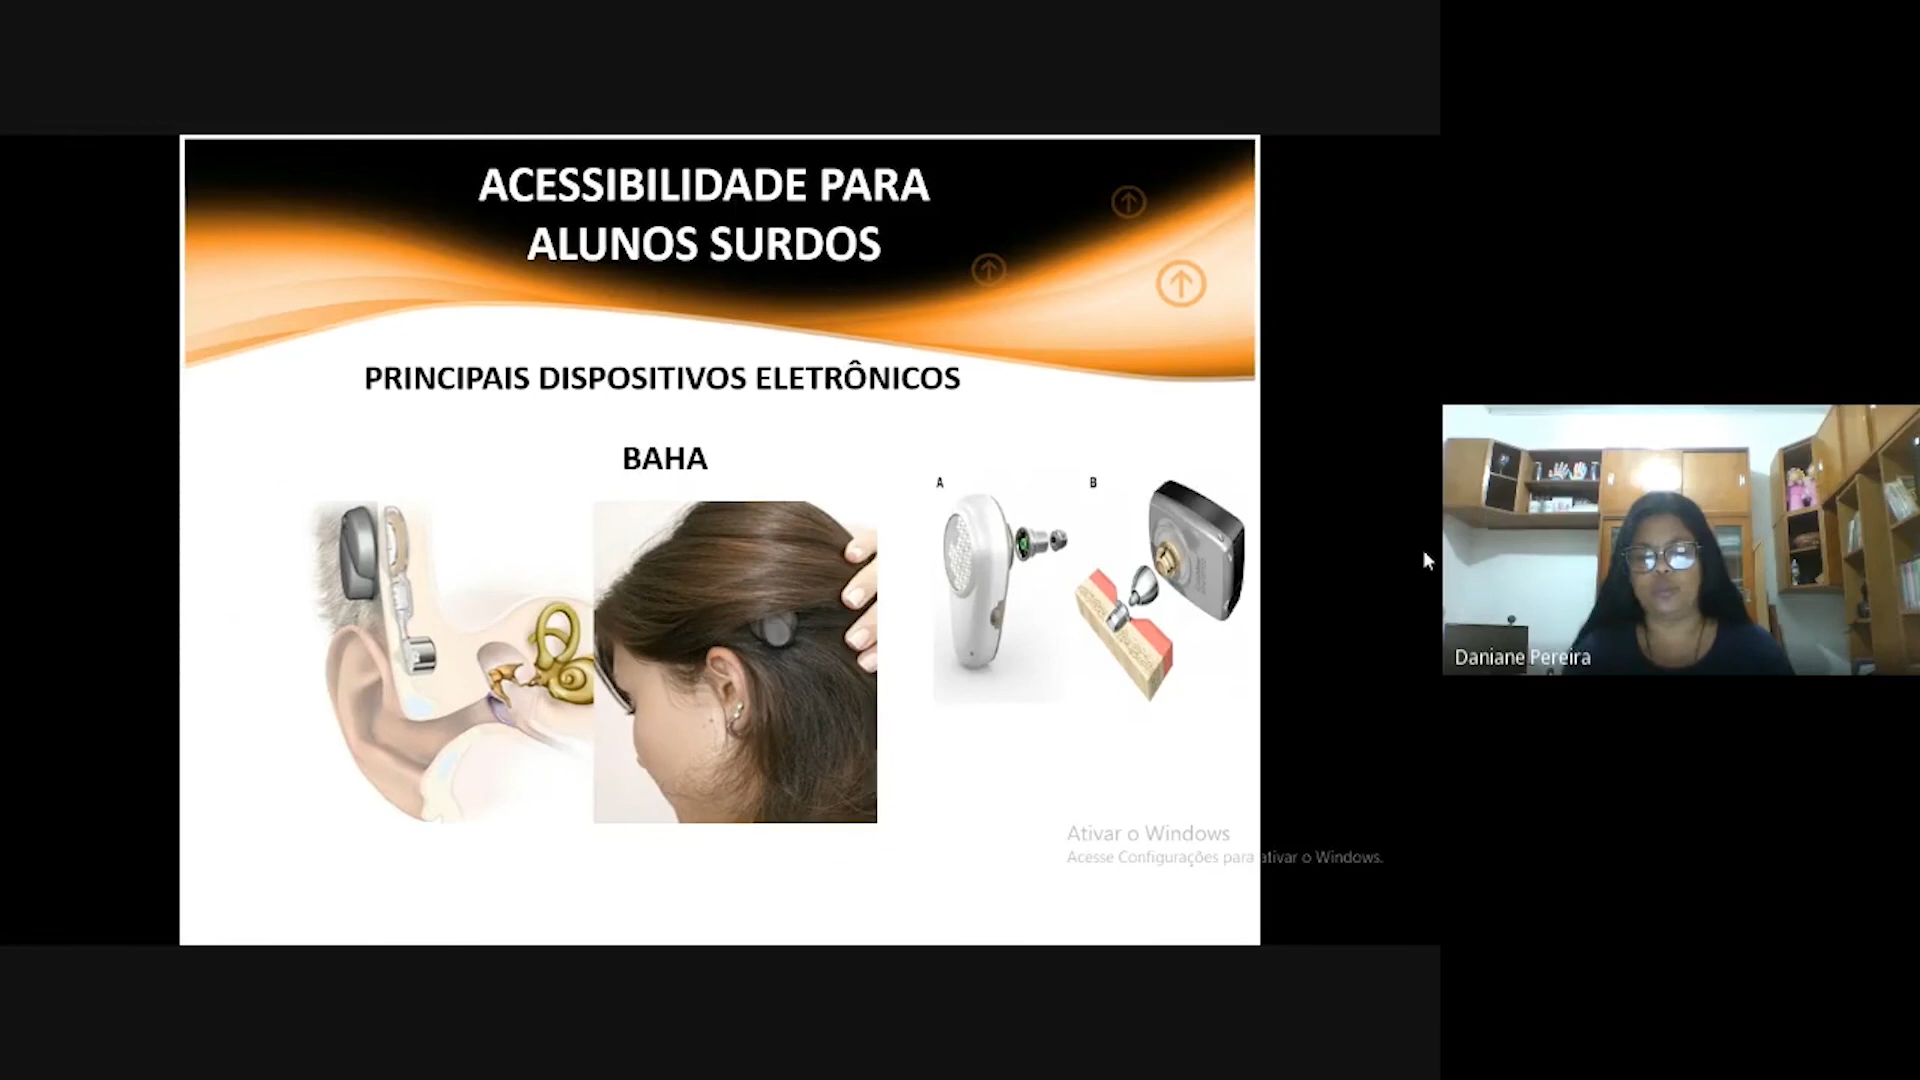 ACESSIBILIDADE PARA
ALUNOS SURDOS
PRINCIPAIS DISPOSITIVOS ELETRÔNICOS
BAHA
A
B
Ativar o Windows
Acesse Configurações para ativar o Windows.
Daniane Pereira